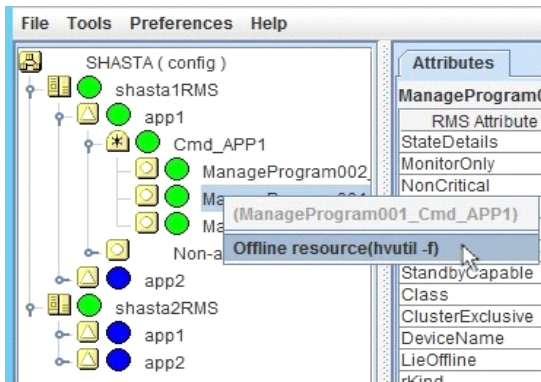 File Tools Preferences Help
SHASTA ( config )
shasta1RMS
app1
Cmd_APP1
ManageProgram002_
Non-a
app2
shasta2RMS
app1
app2
(ManageProgram001_Cmd_APP1)
Offline resource(hvutil -f)
Attributes
ManageProgram0
RMS Attribute
StateDetails
MonitorOnly
NonCritical
StandbyCapable
Class
ClusterExclusive
DeviceName
LieOffline
rKind